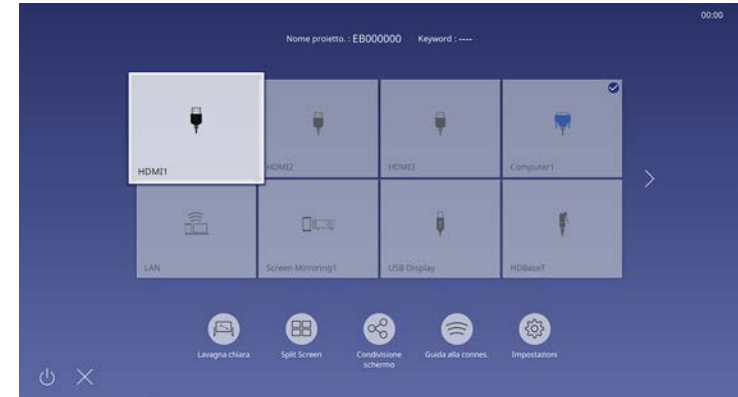 00:00
Nome proietto. : EB000000 Keyword : ----
HDMI1
HDMI2
HDMI3
Computer1
LAN
Screen Mirroring1
USB Display
HDBaseT
Lavagna chiara
Split Screen
Condivisione
schermo
Guida alla connes.
Impostazioni